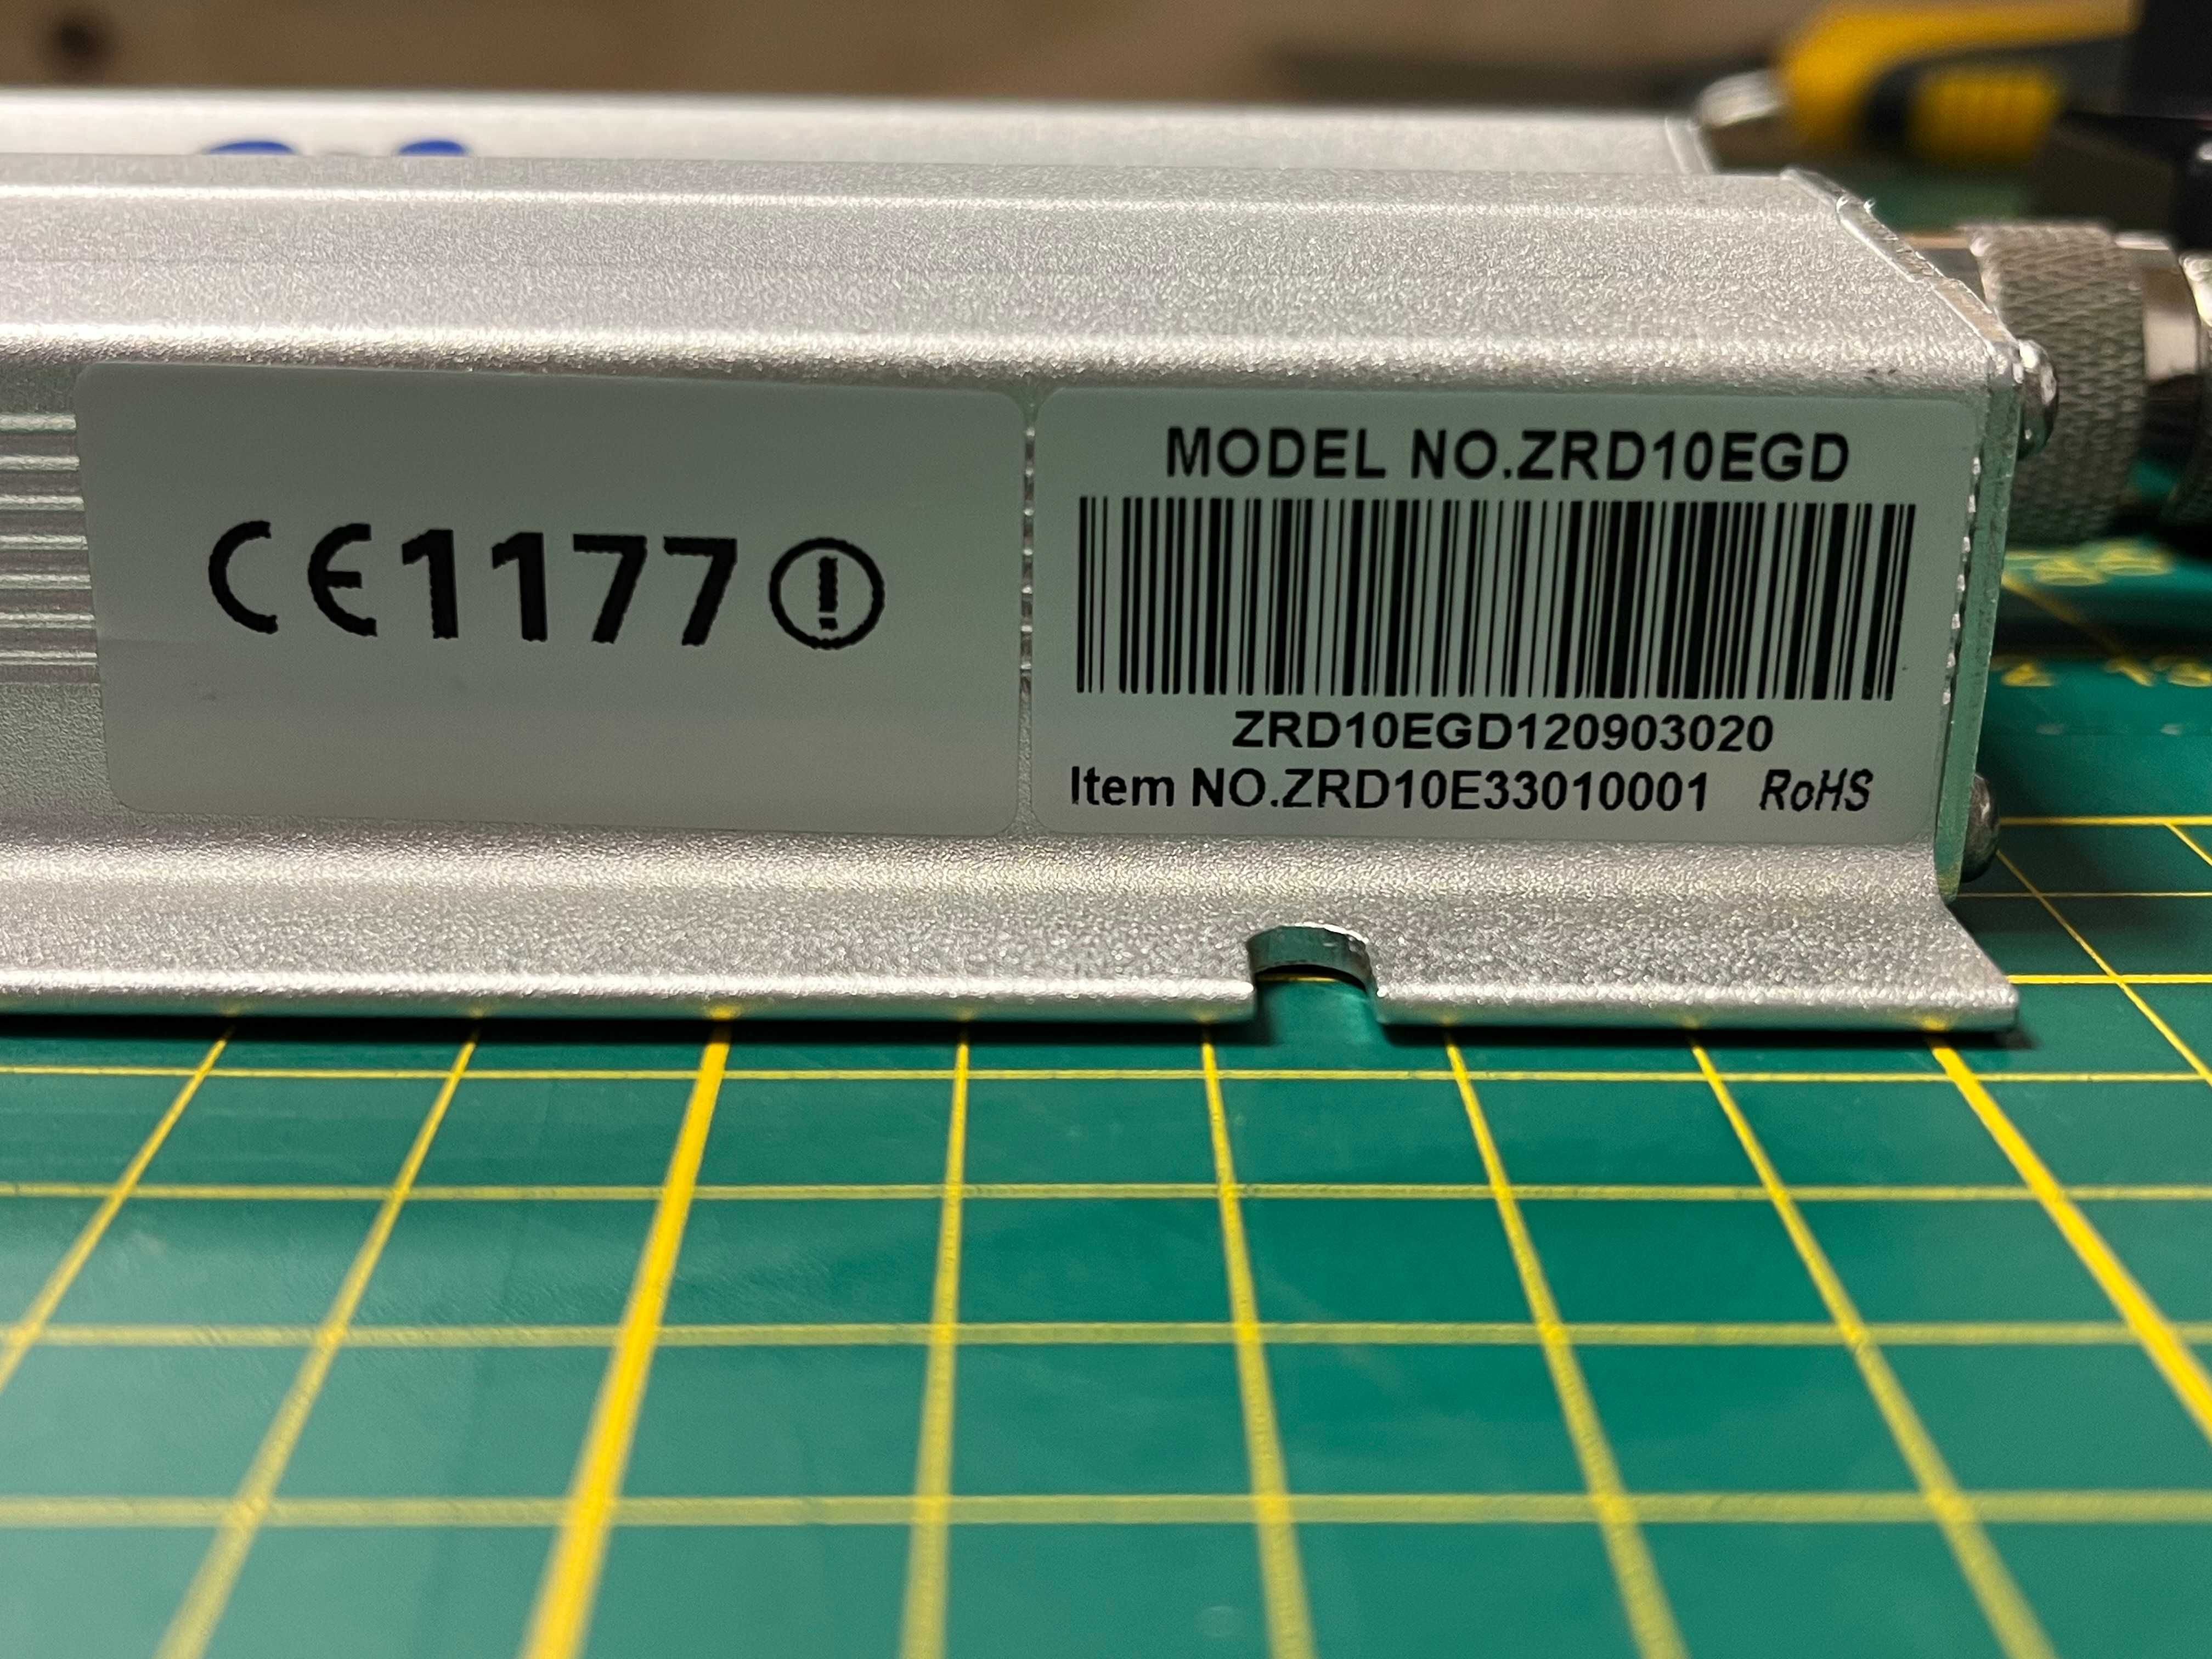 CE1177
MODEL NO.ZRD10EGD
ZRD10EGD120903020
Item NO.ZRD10E33010001 RoHS